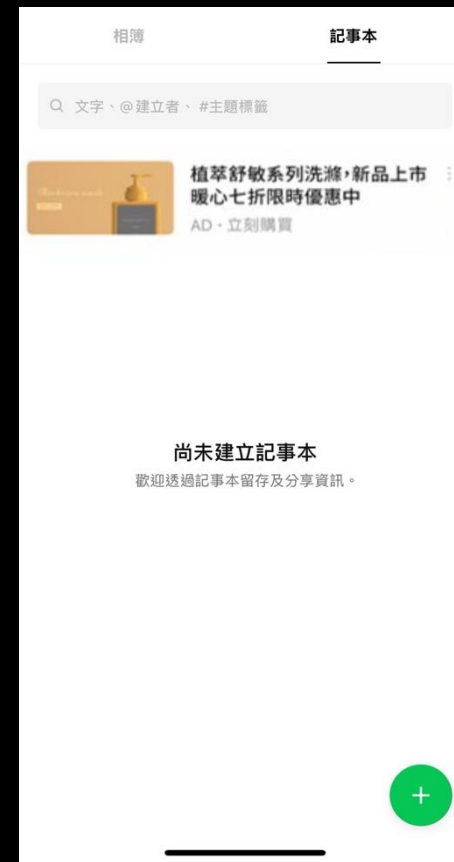 相簿
記事本
文字、@建立者、 #主題標籤
植萃舒敏系列洗滌,新品上市
暖心七折限時優惠中
AD・立刻購買
尚未建立記事本
歡迎透過記事本留存及分享資訊。